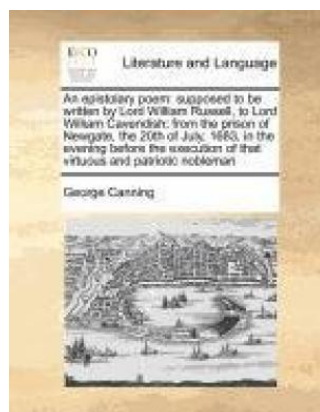 ECCO
Literature and Language
An epistolary poem: supposed to be
written by Lord William Russell, to Lord
William Cavendish; from the prison of
Newgate, the 20th of July, 1683, in the
evening before the execution of that
virtuous and patriotic nobleman
George Canning